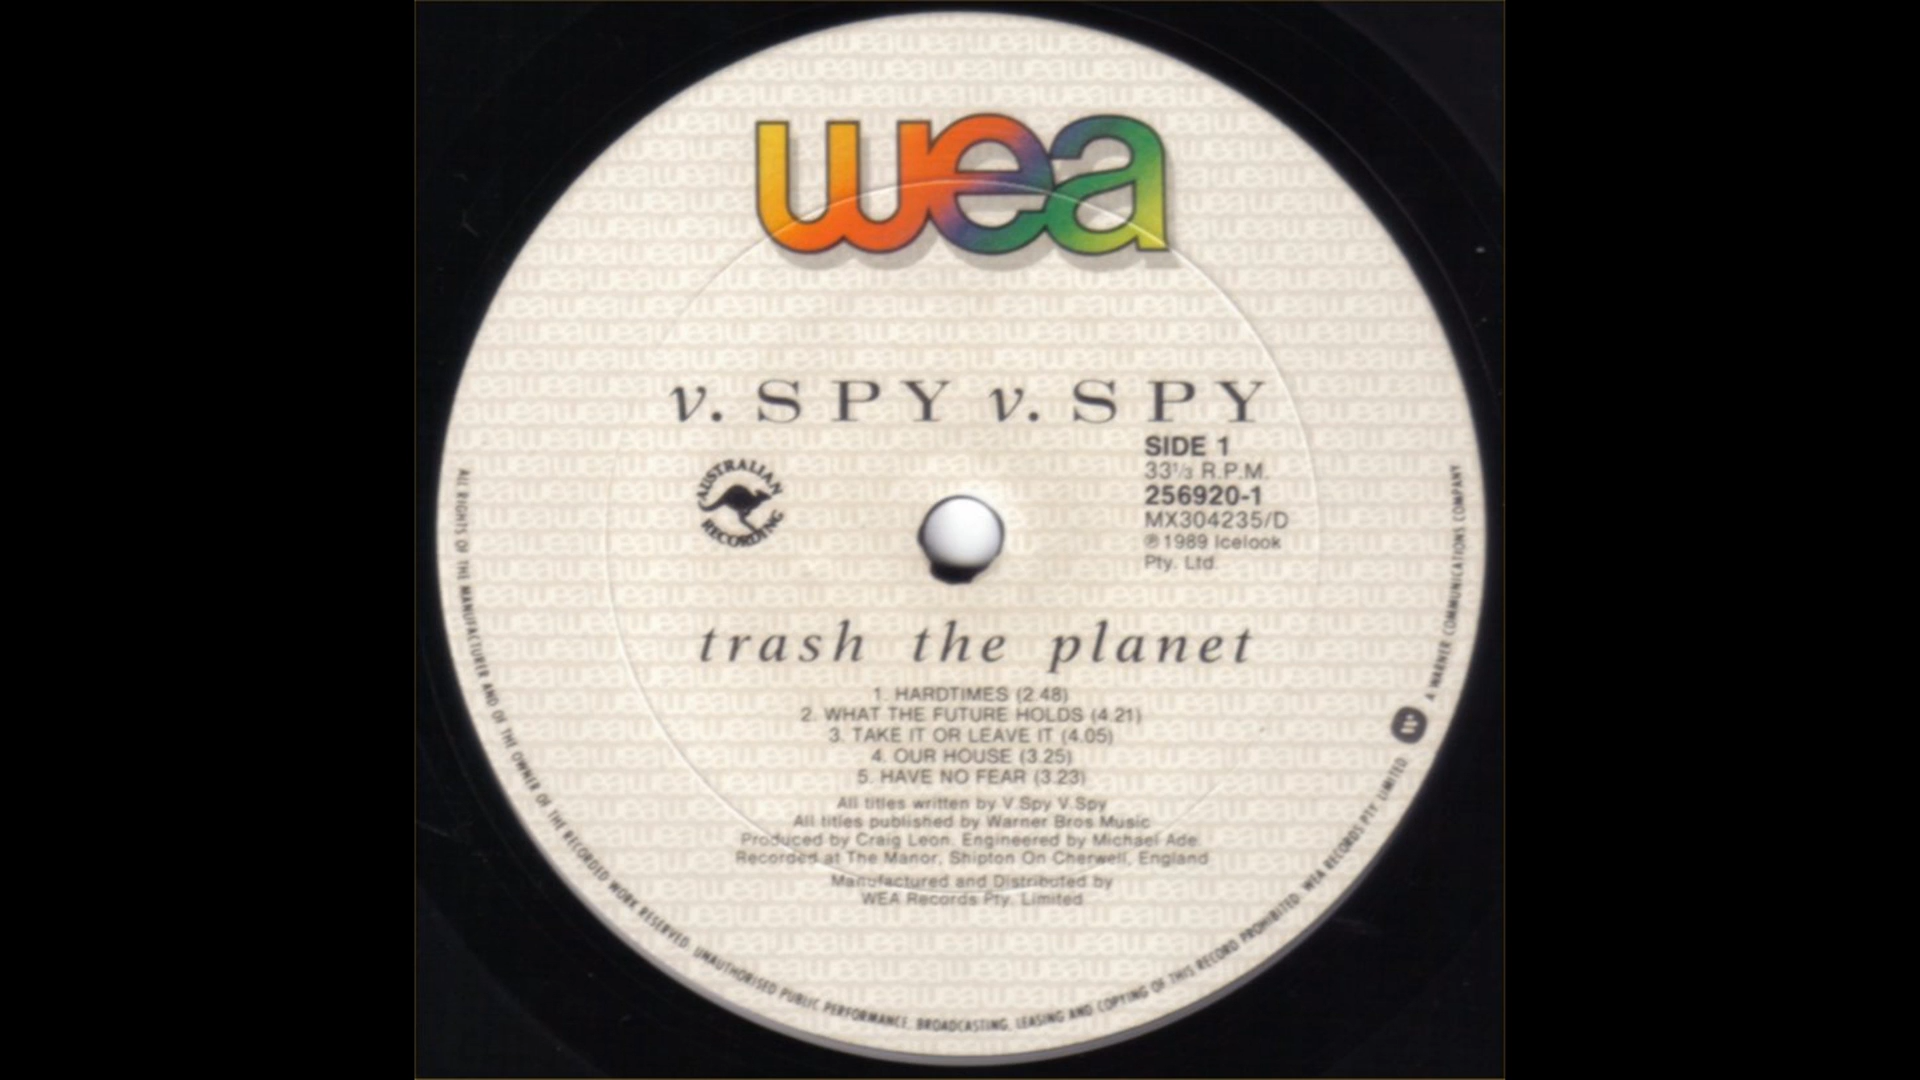 wea
v. SPY v. SPY
AUSTRALIAN RECORDING
SIDE 1
33⅓ R.P.M.
256920-1
MX304235/D
℗ 1989 Icelook
Pty. Ltd.
trash the planet
1. HARDTIMES (2.48)
2. WHAT THE FUTURE HOLDS (4.21)
3. TAKE IT OR LEAVE IT (4.05)
4. OUR HOUSE (3.25)
5. HAVE NO FEAR (3.23)
All titles written by V.Spy V.Spy
All titles published by Warner Bros Music
Produced by Craig Leon. Engineered by Michael Ade.
Recorded at The Manor, Shipton On Cherwell, England
Manufactured and Distributed by
WEA Records Pty. Limited
ALL RIGHTS OF THE MANUFACTURER AND OF THE OWNER OF THE RECORDED WORK RESERVED. UNAUTHORISED PUBLIC PERFORMANCE, BROADCASTING, LEASING AND COPYING OF THIS RECORD PROHIBITED. WEA RECORDS PTY. LIMITED A WARNER COMMUNICATIONS COMPANY